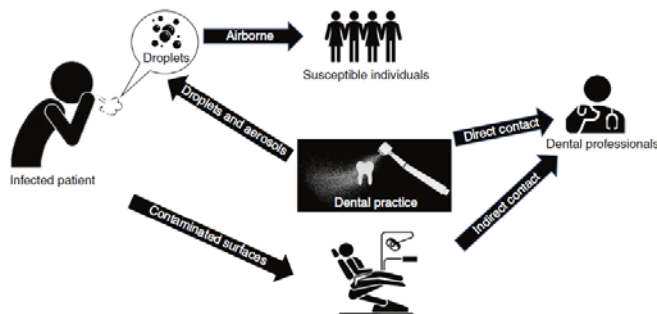 Droplets
Airborne
Susceptible individuals
Infected patient
Droplets and aerosols
Dental practice
Direct contact
Dental professionals
Contaminated surfaces
Indirect contact